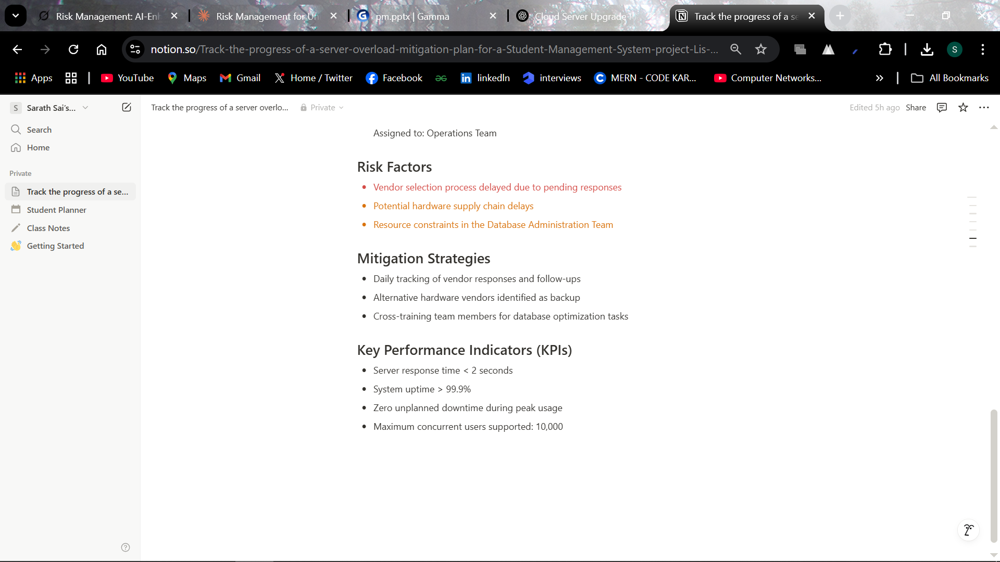 Risk Management: AI-Enl
Risk Management for Un
G pm.pptx | Gamma
Cloud Server Upgrade P
Track the progress of a se
notion.so/Track-the-progress-of-a-server-overload-mitigation-plan-for-a-Student-Management-System-project-Lis-...
S
Apps
YouTube
Maps
Gmail
Home / Twitter
Facebook
linkedIn
interviews
MERN - CODE KAR...
Computer Networks...
All Bookmarks
S Sarath Sai's...
Track the progress of a server overlo...
Private
Edited 5h ago
Share
Search
Home
Private
Track the progress of a se...
Student Planner
Class Notes
Getting Started
Assigned to: Operations Team
Risk Factors
• Vendor selection process delayed due to pending responses
• Potential hardware supply chain delays
• Resource constraints in the Database Administration Team
Mitigation Strategies
• Daily tracking of vendor responses and follow-ups
• Alternative hardware vendors identified as backup
• Cross-training team members for database optimization tasks
Key Performance Indicators (KPIs)
• Server response time < 2 seconds
• System uptime > 99.9%
• Zero unplanned downtime during peak usage
• Maximum concurrent users supported: 10,000